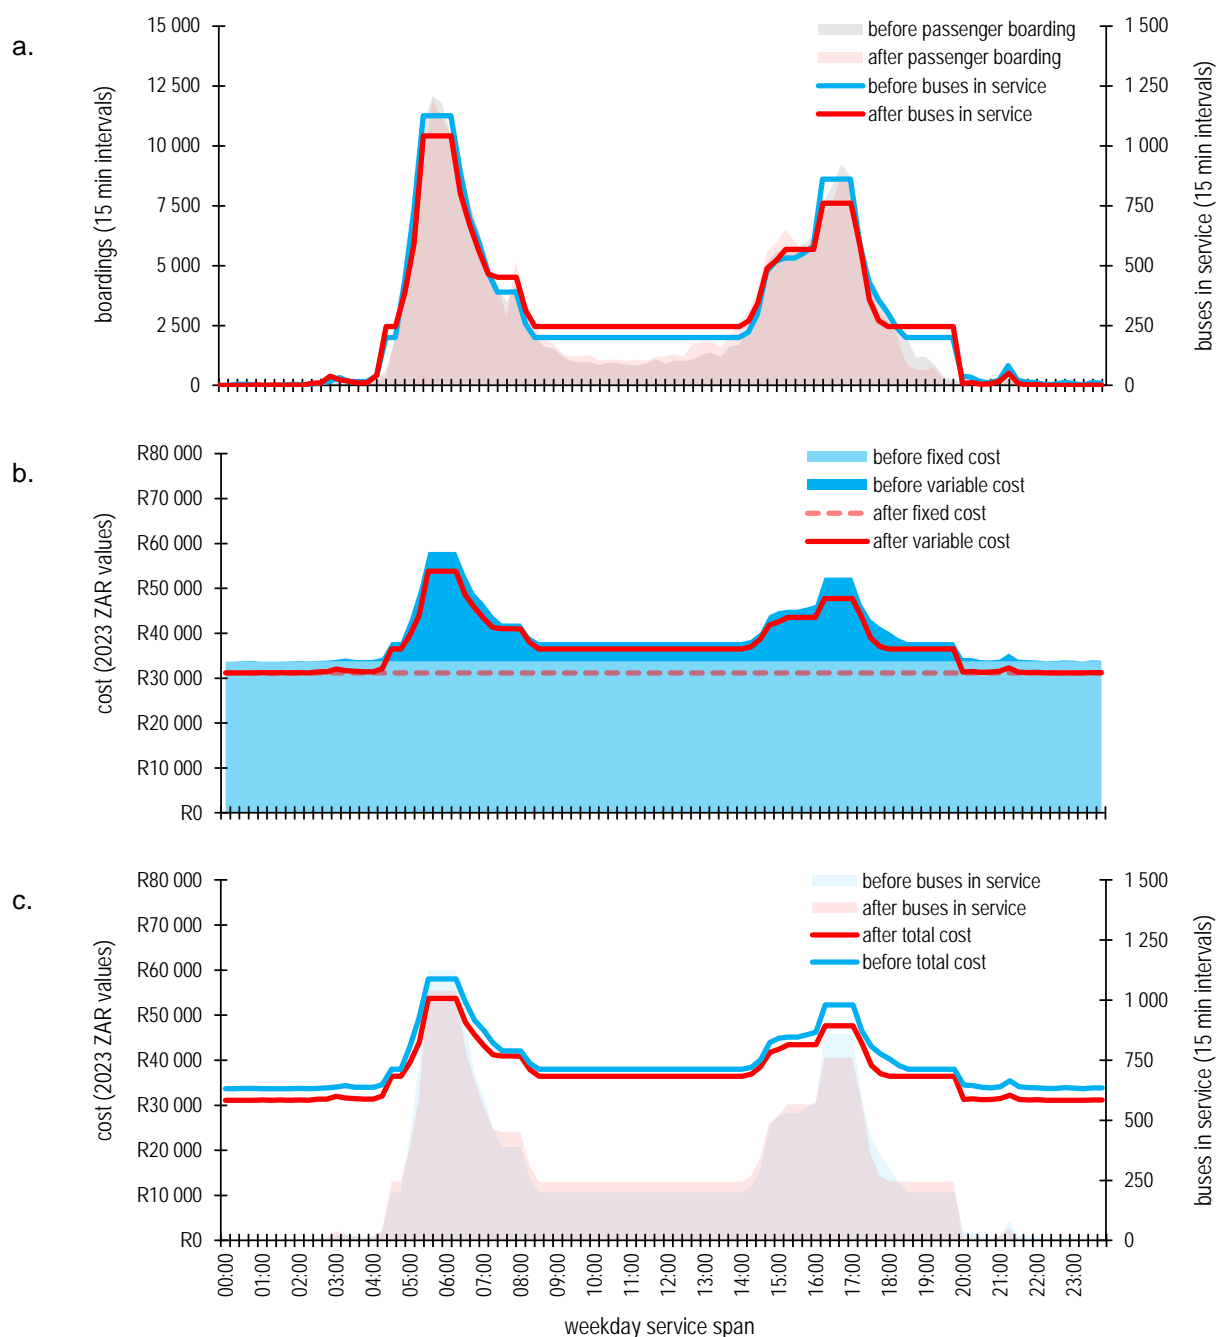 a.
15 000
12 500
10 000
7 500
5 000
2 500
0
boardings (15 min intervals)
before passenger boarding
after passenger boarding
before buses in service
after buses in service
1 500
1 250
1 000
750
500
250
0
buses in service (15 min intervals)
b.
R80 000
R70 000
R60 000
R50 000
R40 000
R30 000
R20 000
R10 000
R0
cost (2023 ZAR values)
before fixed cost
before variable cost
after fixed cost
after variable cost
c.
R80 000
R70 000
R60 000
R50 000
R40 000
R30 000
R20 000
R10 000
R0
cost (2023 ZAR values)
before buses in service
after buses in service
after total cost
before total cost
1 500
1 250
1 000
750
500
250
0
buses in service (15 min intervals)
00:00
01:00
02:00
03:00
04:00
05:00
06:00
07:00
08:00
09:00
10:00
11:00
12:00
13:00
14:00
15:00
16:00
17:00
18:00
19:00
20:00
21:00
22:00
23:00
weekday service span